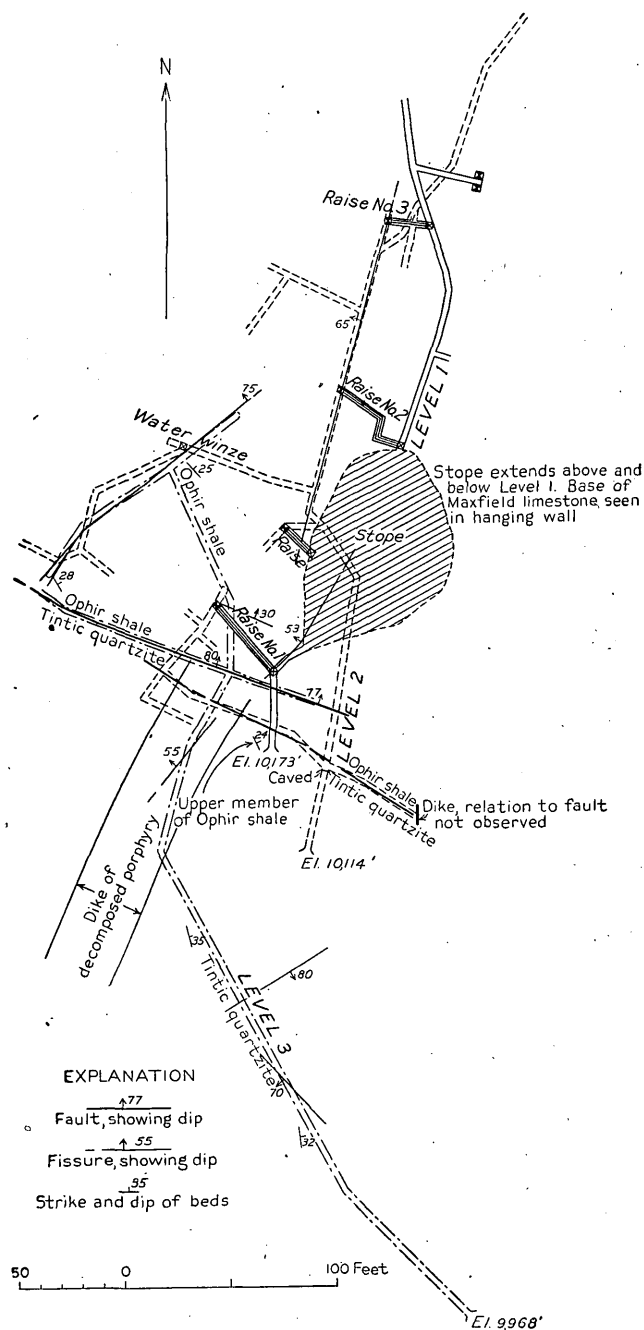 N
Raise No. 3
65
LEVEL 1
Raise No. 2
75
Water winze
25
Stope extends above and
below Level 1. Base of
Maxfield limestone, seen
in hanging wall
Ophir shale
Raise
Stope
28
Ophir shale
Tintic quartzite
30
Raise No. 1
53
80
77
LEVEL 2
24
El. 10,173'
Caved
Ophir shale
Tintic quartzite
55
Upper member
of Ophir shale
Dike, relation to fault
not observed
El. 10,114'
Dike of
decomposed porphyry
35
LEVEL 3
80
Tintic quartzite
70
32
EXPLANATION
77
Fault, showing dip
55
Fissure, showing dip
35
Strike and dip of beds
50 0 100 Feet
El. 9,968'